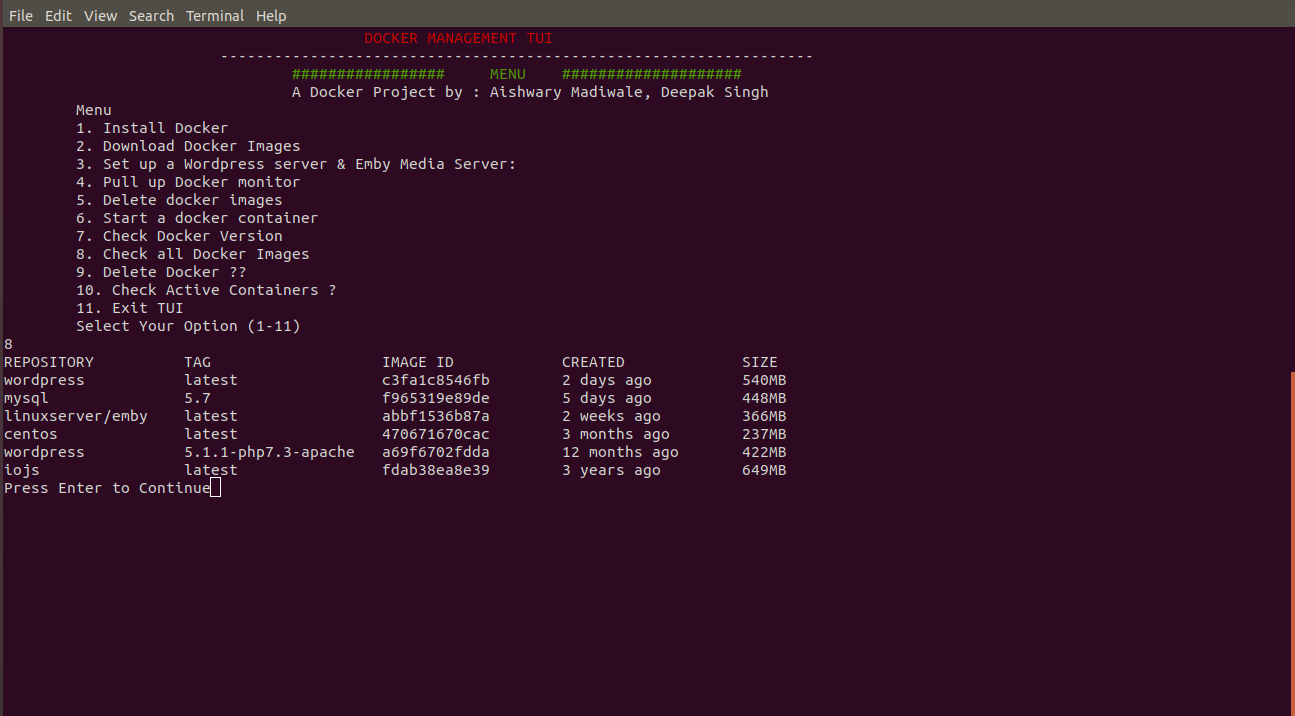 File Edit View Search Terminal Help
DOCKER MANAGEMENT TUI
------------------------------------------------------------------
################# MENU ####################
A Docker Project by : Aishwary Madiwale, Deepak Singh
Menu
1. Install Docker
2. Download Docker Images
3. Set up a Wordpress server & Emby Media Server:
4. Pull up Docker monitor
5. Delete docker images
6. Start a docker container
7. Check Docker Version
8. Check all Docker Images
9. Delete Docker ??
10. Check Active Containers ?
11. Exit TUI
Select Your Option (1-11)
8
REPOSITORY TAG IMAGE ID CREATED SIZE
wordpress latest c3fa1c8546fb 2 days ago 540MB
mysql 5.7 f965319e89de 5 days ago 448MB
linuxserver/emby latest abbf1536b87a 2 weeks ago 366MB
centos latest 470671670cac 3 months ago 237MB
wordpress 5.1.1-php7.3-apache a69f6702fdda 12 months ago 422MB
iojs latest fdab38ea8e39 3 years ago 649MB
Press Enter to Continue